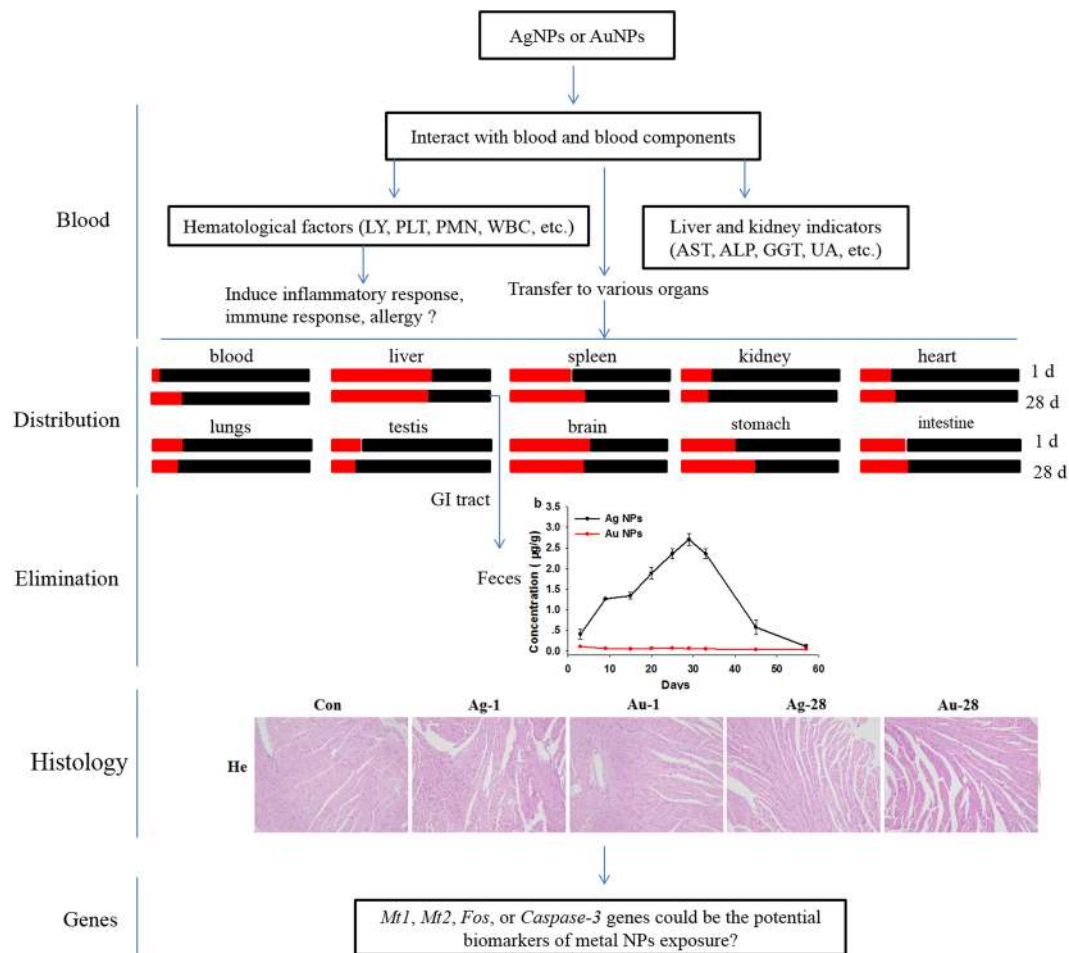 AgNPs or AuNPs
Interact with blood and blood components
Blood
Hematological factors (LY, PLT, PMN, WBC, etc.)
Liver and kidney indicators
(AST, ALP, GGT, UA, etc.)
Induce inflammatory response,
immune response, allergy ?
Transfer to various organs
Distribution
blood liver spleen kidney heart
1 d
28 d
lungs testis brain stomach intestine
1 d
28 d
Elimination
GI tract
Feces
b
Ag NPs
Au NPs
Concentration ( µg/g)
3.5
3.0
2.5
2.0
1.5
1.0
.5
0.0
0 10 20 30 40 50 60
Days
Histology
Con Ag-1 Au-1 Ag-28 Au-28
He
Genes
Mt1, Mt2, Fos, or Caspase-3 genes could be the potential
biomarkers of metal NPs exposure?